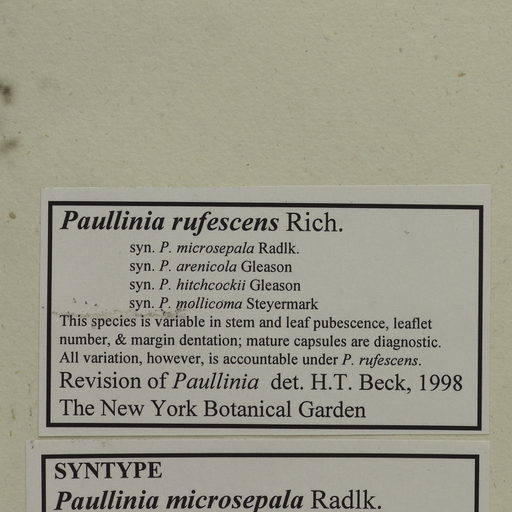 Paullinia rufescens Rich.
syn. P. microsepala Radlk.
syn. P. arenicola Gleason
syn. P. hitchcockii Gleason
syn. P. mollicoma Steyermark
This species is variable in stem and leaf pubescence, leaflet
number, & margin dentation; mature capsules are diagnostic.
All variation, however, is accountable under P. rufescens.
Revision of Paullinia det. H.T. Beck, 1998
The New York Botanical Garden
SYNTYPE
Paullinia microsepala Radlk.